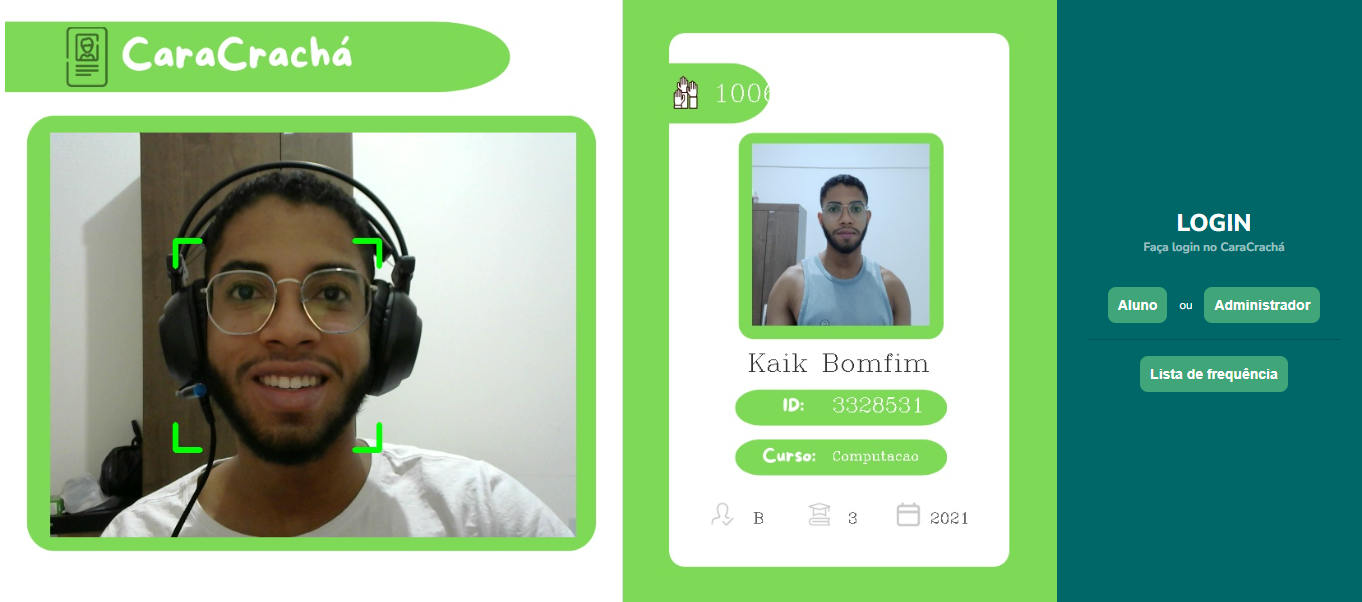 CaraCrachá
1006
Kaik Bomfim
ID: 3328531
Curso: Computacao
B 3 2021
LOGIN
Faça login no CaraCrachá
Aluno ou Administrador
Lista de frequência